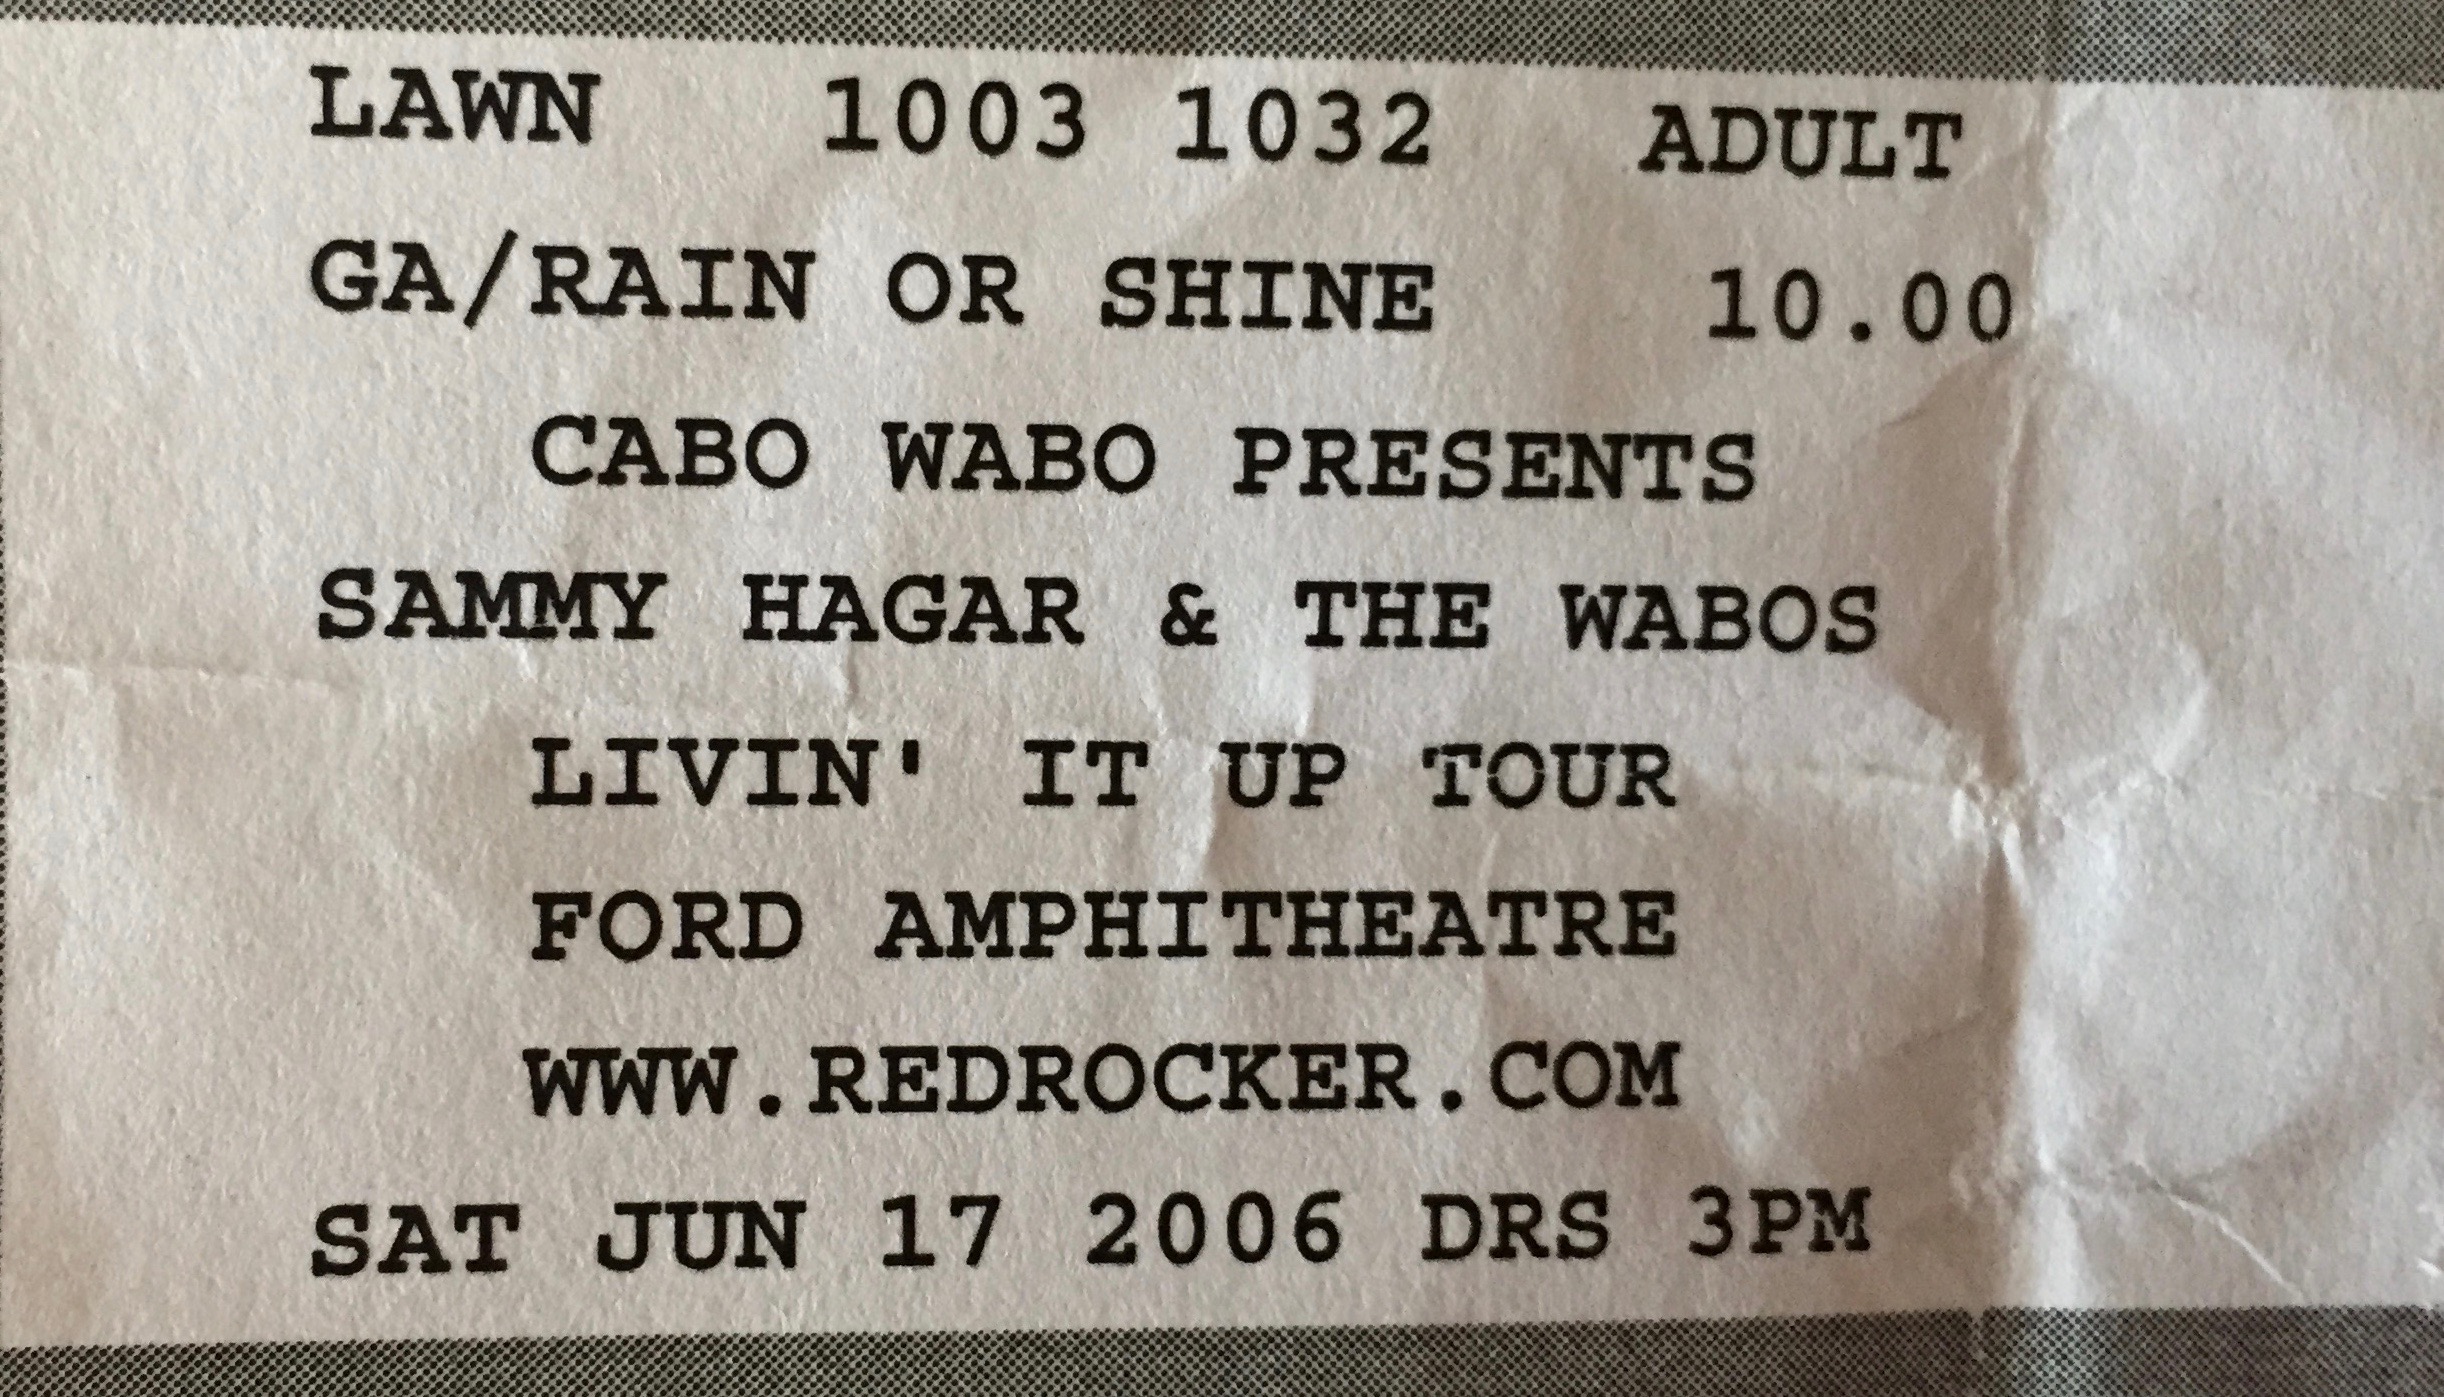 LAWN 1003 1032 ADULT
GA/RAIN OR SHINE 10.00
CABO WABO PRESENTS
SAMMY HAGAR & THE WABOS
LIVIN' IT UP TOUR
FORD AMPHITHEATRE
WWW.REDROCKER.COM
SAT JUN 17 2006 DRS 3PM